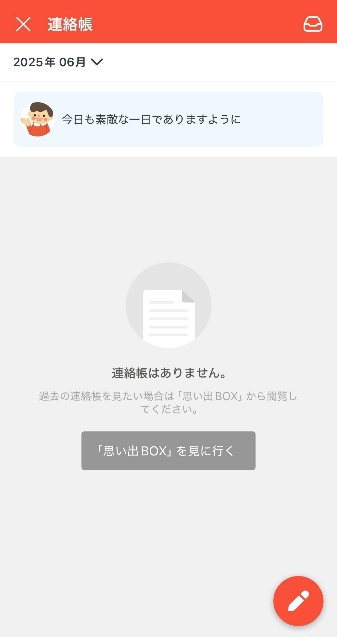 連絡帳
2025年 06月
今日も素敵な一日でありますように
連絡帳はありません。
過去の連絡帳を見たい場合は「思い出BOX」から閲覧し
てください。
「思い出BOX」を見に行く